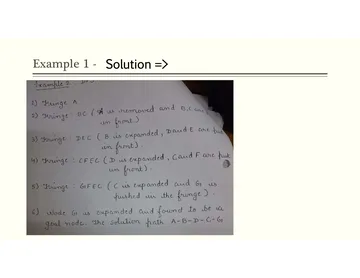 Example 1 - Solution =>
Example
1) Fringe A
2) Fringe : BC ( A is removed and B, C are
in front.)
3) Fringe : DEC ( B is expanded, D and E are put
in front)
4) Fringe : CFEC ( D is expanded, C and F are put
in front).
5) Fringe : GFEC ( C is expanded and G is
pushed in the fringe ).
6) node G is expanded and found to be a
goal node. The solution path A-B-D-C-G